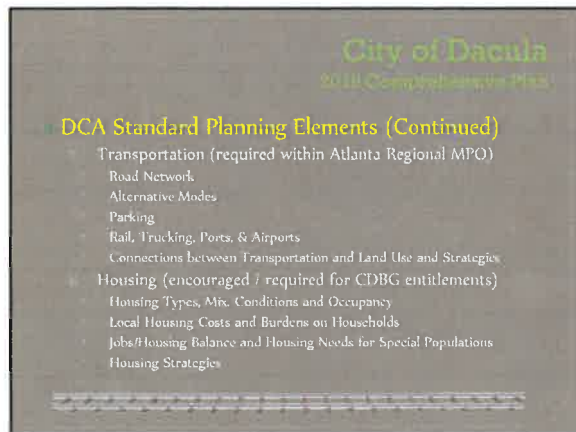 City of Dacula
Comprehensive Plan
DCA Standard Planning Elements (Continued)
Transportation (required within Atlanta Regional MPO)
Road Network
Alternative Modes
Parking
Rail, Trucking, Ports, & Airports
Connections between Transportation and Land Use and Strategies
Housing (encouraged / required for CDBG entitlements)
Housing Types, Mix, Conditions and Occupancy
Local Housing Costs and Burdens on Households
Jobs/Housing Balance and Housing Needs for Special Populations
Housing Strategies